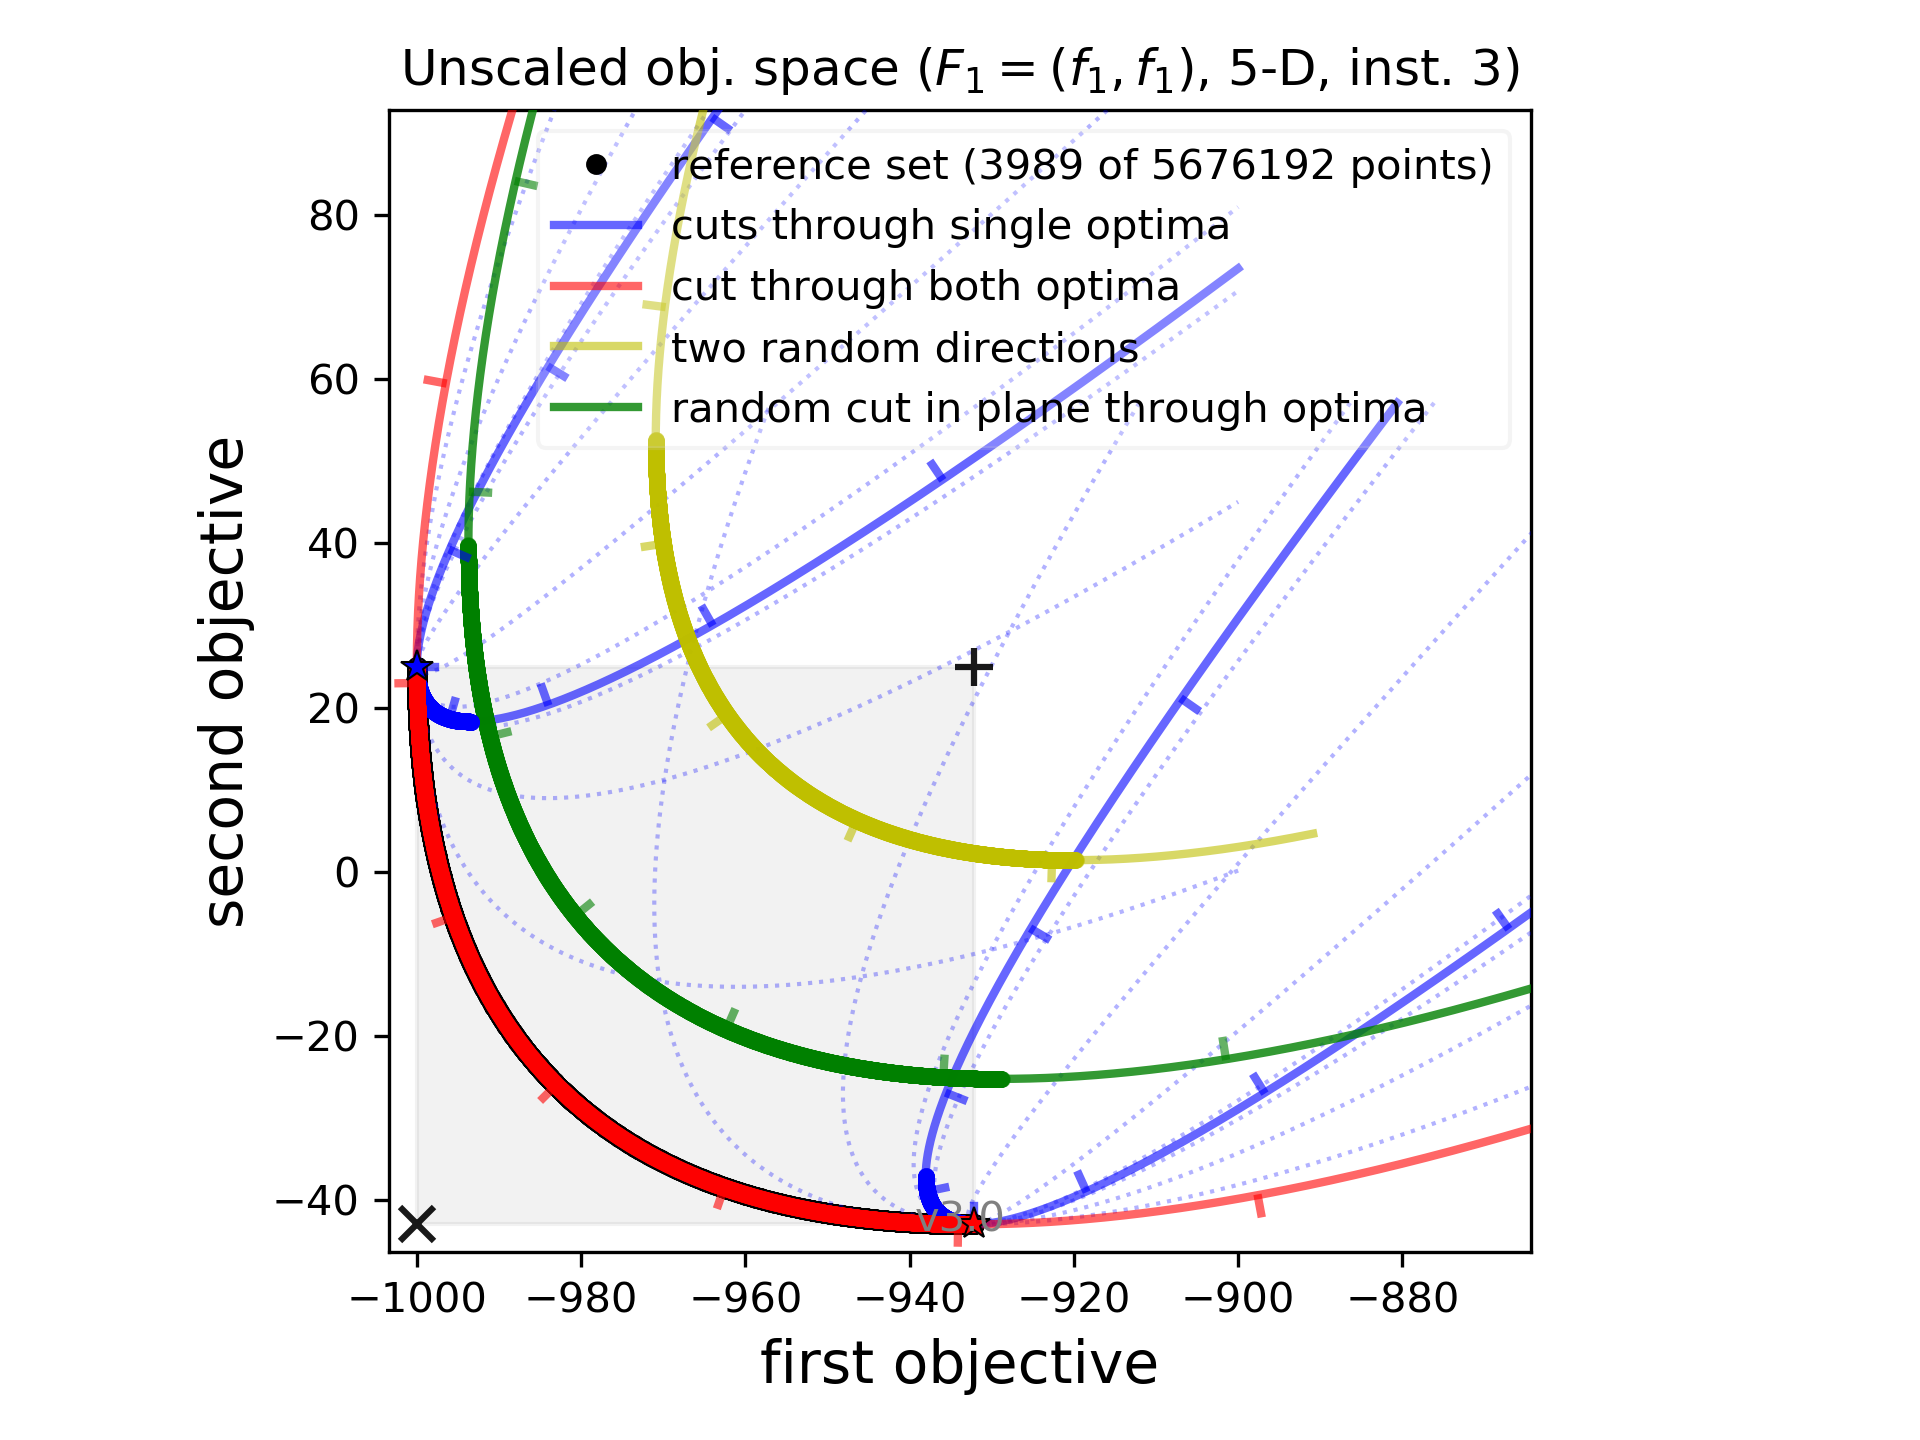 Unscaled obj. space (F₁ = (f₁, f₁), 5-D, inst. 3)
reference set (3989 of 5676192 points)
cuts through single optima
cut through both optima
two random directions
random cut in plane through optima
80
60
40
20
0
−20
−40
second objective
v3.0
−1000 −980 −960 −940 −920 −900 −880
first objective